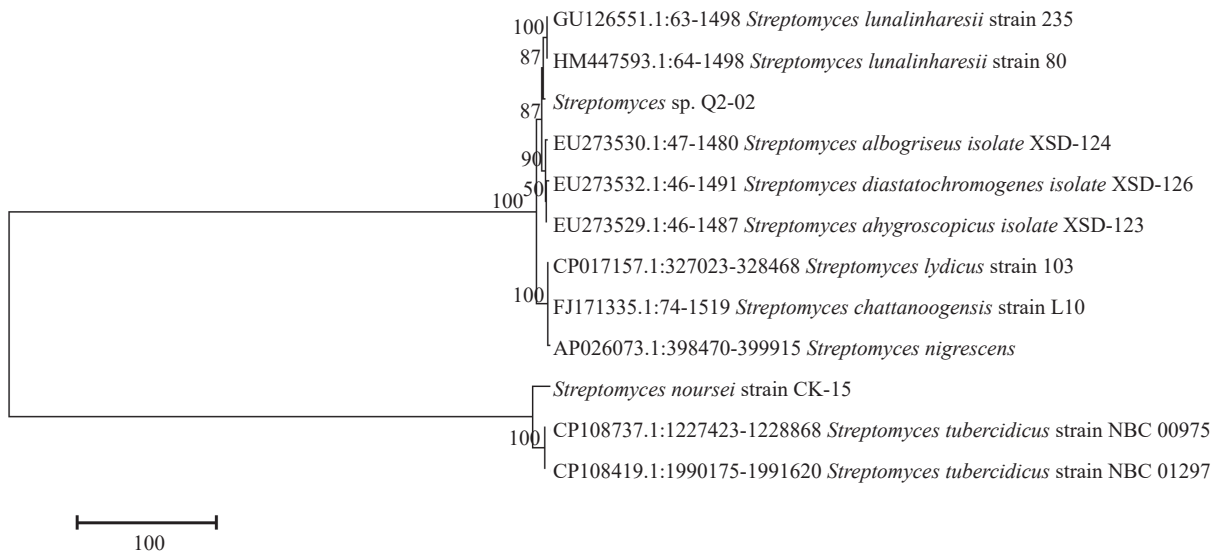 GU126551.1:63-1498 Streptomyces lunalinharesii strain 235
100
87
HM447593.1:64-1498 Streptomyces lunalinharesii strain 80
Streptomyces sp. Q2-02
87
EU273530.1:47-1480 Streptomyces albogriseus isolate XSD-124
90
EU273532.1:46-1491 Streptomyces diastatochromogenes isolate XSD-126
50
100
EU273529.1:46-1487 Streptomyces ahygroscopicus isolate XSD-123
CP017157.1:327023-328468 Streptomyces lydicus strain 103
100
FJ171335.1:74-1519 Streptomyces chattanoogensis strain L10
AP026073.1:398470-399915 Streptomyces nigrescens
Streptomyces noursei strain CK-15
CP108737.1:1227423-1228868 Streptomyces tubercidicus strain NBC 00975
100
CP108419.1:1990175-1991620 Streptomyces tubercidicus strain NBC 01297
100